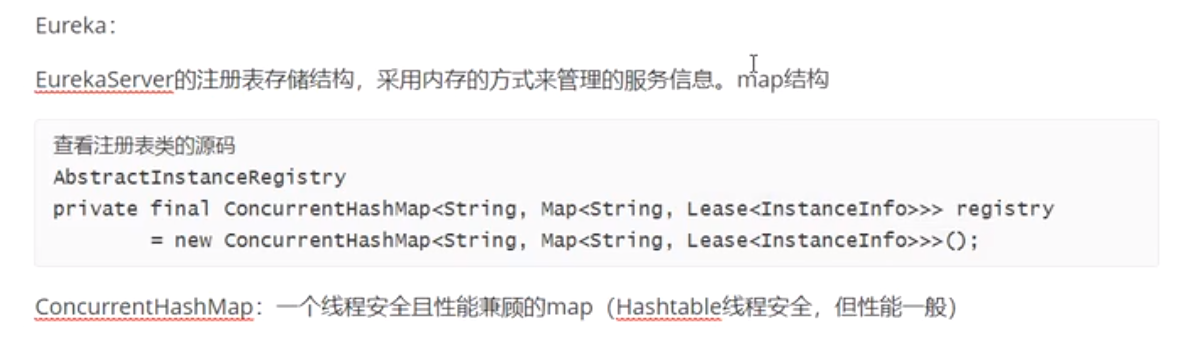 Eureka：
EurekaServer的注册表存储结构，采用内存的方式来管理的服务信息。map结构
查看注册表类的源码
AbstractInstanceRegistry
private final ConcurrentHashMap<String, Map<String, Lease<InstanceInfo>>> registry
= new ConcurrentHashMap<String, Map<String, Lease<InstanceInfo>>>();
ConcurrentHashMap：一个线程安全且性能兼顾的map（Hashtable线程安全，但性能一般）